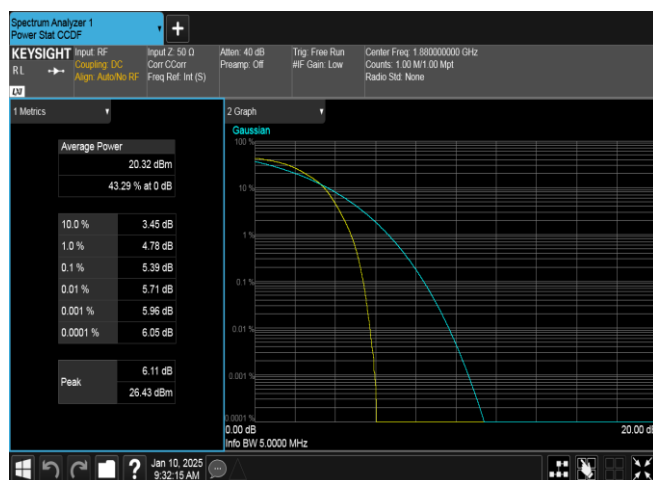 Spectrum Analyzer 1
Power Stat CCDF
+
KEYSIGHT
RL
LXI
Input: RF
Coupling: DC
Align: Auto/No RF
Input Z: 50 Ω
Corr CCorr
Freq Ref: Int (S)
Atten: 40 dB
Preamp: Off
Trig: Free Run
#IF Gain: Low
Center Freq: 1.880000000 GHz
Counts: 1.00 M/1.00 Mpt
Radio Std: None
1 Metrics
Average Power
20.32 dBm
43.29 % at 0 dB
10.0 % 3.45 dB
1.0 % 4.78 dB
0.1 % 5.39 dB
0.01 % 5.71 dB
0.001 % 5.96 dB
0.0001 % 6.05 dB
Peak
6.11 dB
26.43 dBm
2 Graph
Gaussian
100 %
10 %
1 %
0.1 %
0.01 %
0.001 %
0.0001 %
0.00 dB
20.00 dB
Info BW 5.0000 MHz
?
Jan 10, 2025
9:32:15 AM